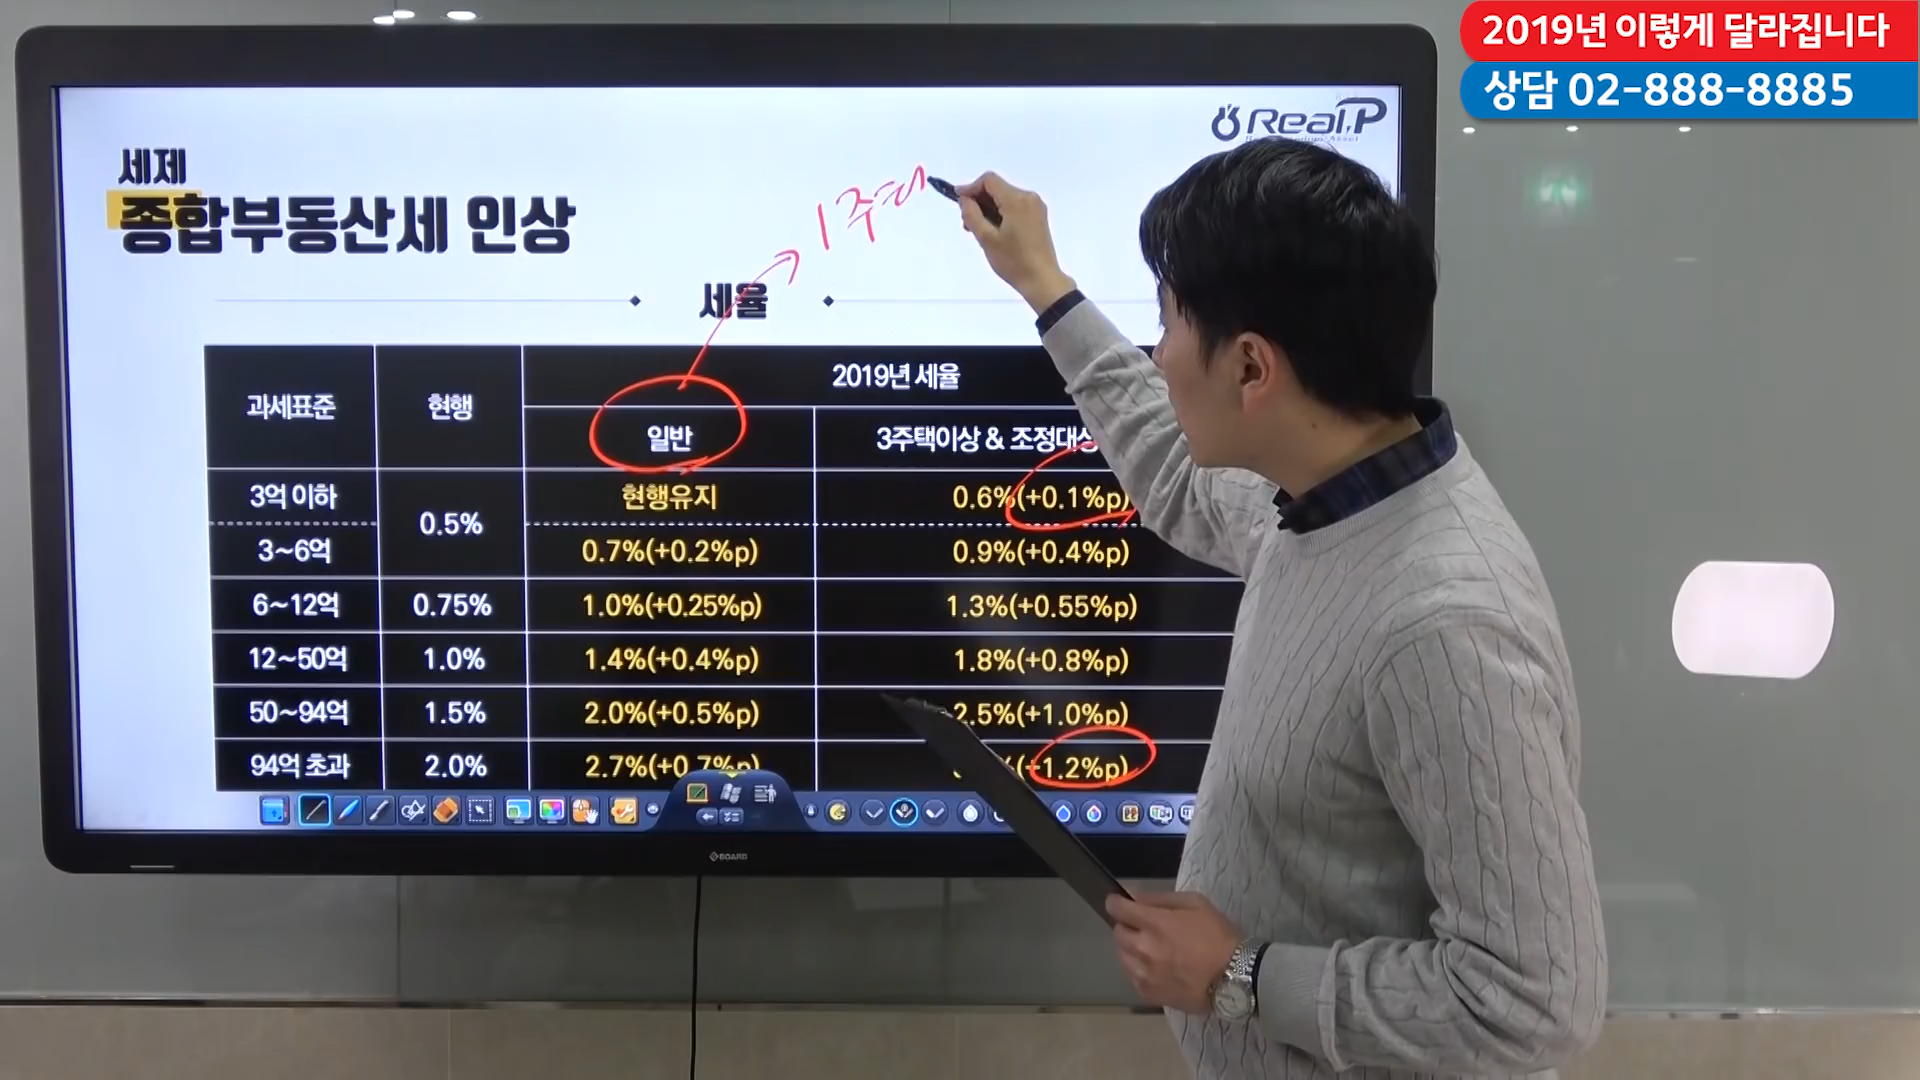 2019년 이렇게 달라집니다
상담 02-888-8885
Real,P
세제
종합부동산세 인상
1주택
세율
과세표준 현행 2019년 세율
일반 3주택이상 & 조정대상
3억 이하 0.5% 현행유지 0.6%(+0.1%p)
3~6억 0.7%(+0.2%p) 0.9%(+0.4%p)
6~12억 0.75% 1.0%(+0.25%p) 1.3%(+0.55%p)
12~50억 1.0% 1.4%(+0.4%p) 1.8%(+0.8%p)
50~94억 1.5% 2.0%(+0.5%p) 2.5%(+1.0%p)
94억 초과 2.0% 2.7%(+0.7%p) (+1.2%p)
BOARD